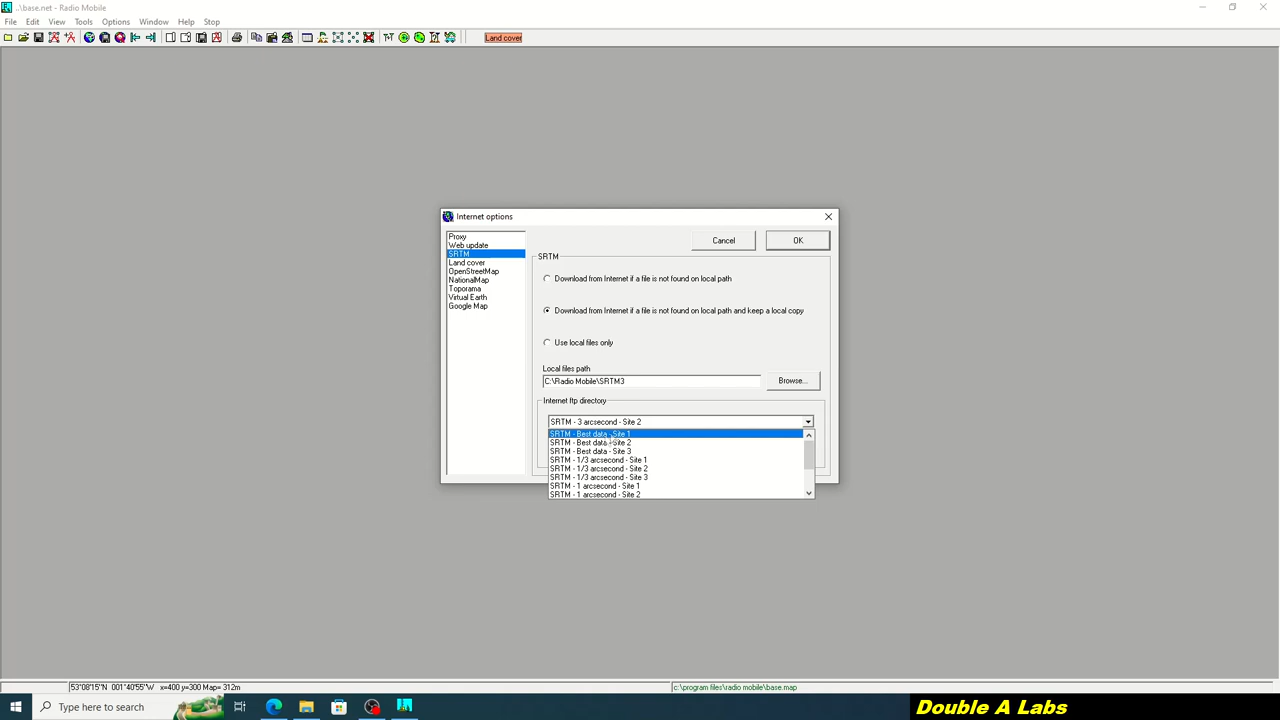 ..\base.net - Radio Mobile
File Edit View Tools Options Window Help Stop
Land cover
Internet options
Proxy
Web update
SRTM
Land cover
OpenStreetMap
NationalMap
Toporama
Virtual Earth
Google Map
Cancel
OK
SRTM
Download from Internet if a file is not found on local path
Download from Internet if a file is not found on local path and keep a local copy
Use local files only
Local files path
C:\Radio Mobile\SRTM3
Browse...
Internet ftp directory
SRTM - 3 arcsecond - Site 2
SRTM - Best data - Site 1
SRTM - Best data - Site 2
SRTM - Best data - Site 3
SRTM - 1/3 arcsecond - Site 1
SRTM - 1/3 arcsecond - Site 2
SRTM - 1/3 arcsecond - Site 3
SRTM - 1 arcsecond - Site 1
SRTM - 1 arcsecond - Site 2
53°08'15"N 001°40'55"W x=400 y=300 Map= 312m
c:\program files\radio mobile\base.map
Type here to search
Double A Labs